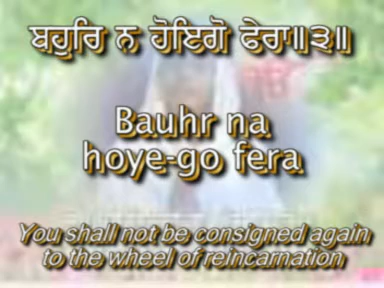 ਬਹੁਰਿ ਨ ਹੋਇਗੋ ਫੇਰਾ॥੩॥
Bauhr na
hoye-go fera
You shall not be consigned again
to the wheel of reincarnation